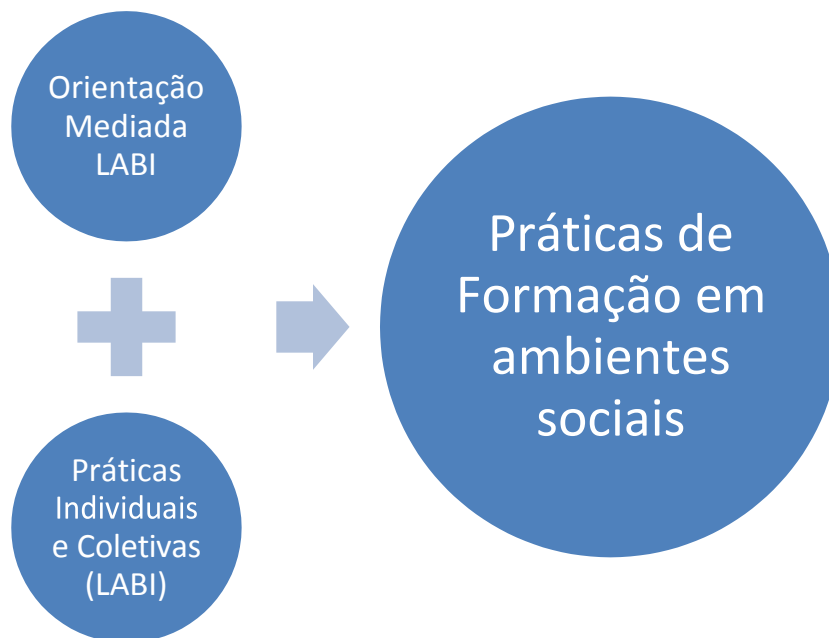 Orientação
Mediada
LABI
Práticas
Individuais
e Coletivas
(LABI)
Práticas de
Formação em
ambientes
sociais